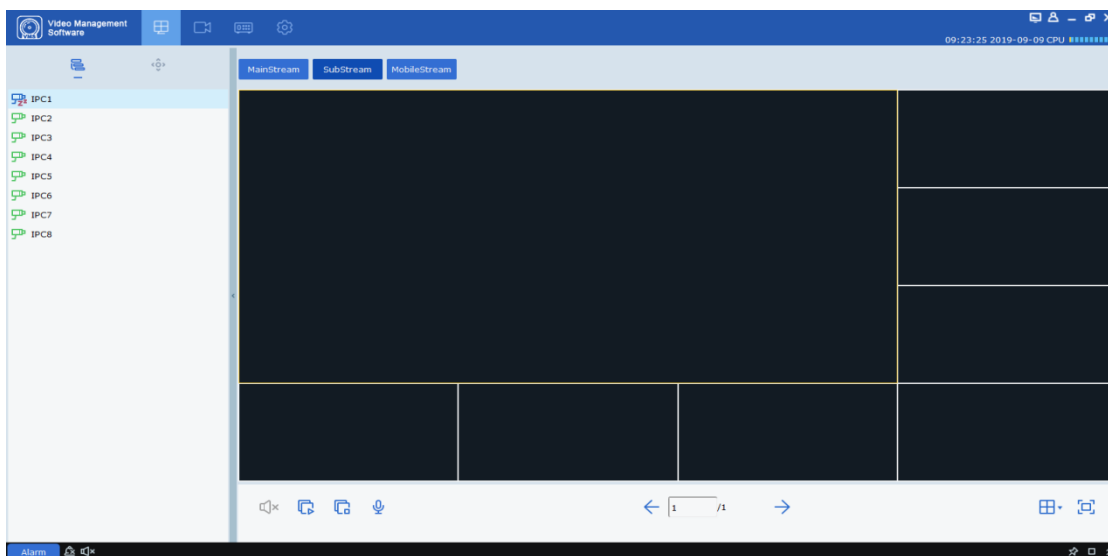 Video Management
Software
09:23:25 2019-09-09 CPU
MainStream SubStream MobileStream
IPC1
IPC2
IPC3
IPC4
IPC5
IPC6
IPC7
IPC8
1 /1
Alarm